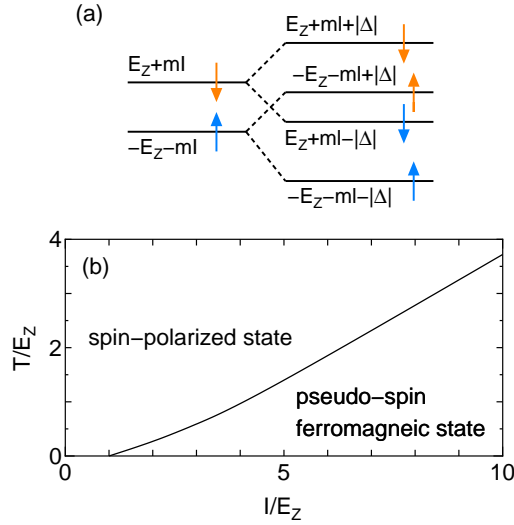 (a)
E_Z+mI+|Δ|
E_Z+mI
−E_Z−mI+|Δ|
E_Z+mI−|Δ|
−E_Z−mI
−E_Z−mI−|Δ|
(b)
4
2
0
T/E_Z
spin−polarized state
pseudo−spin
ferromagneic state
0
5
10
I/E_Z